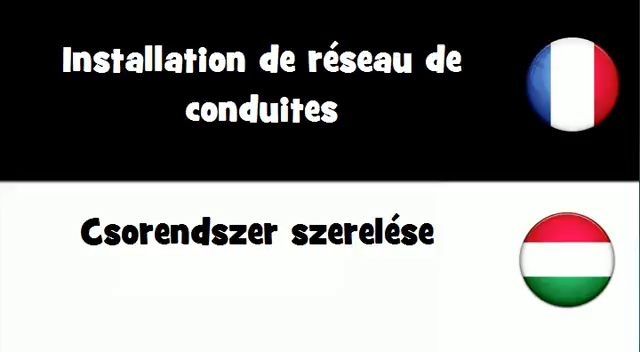 Installation de réseau de
conduites
Csorendszer szerelése